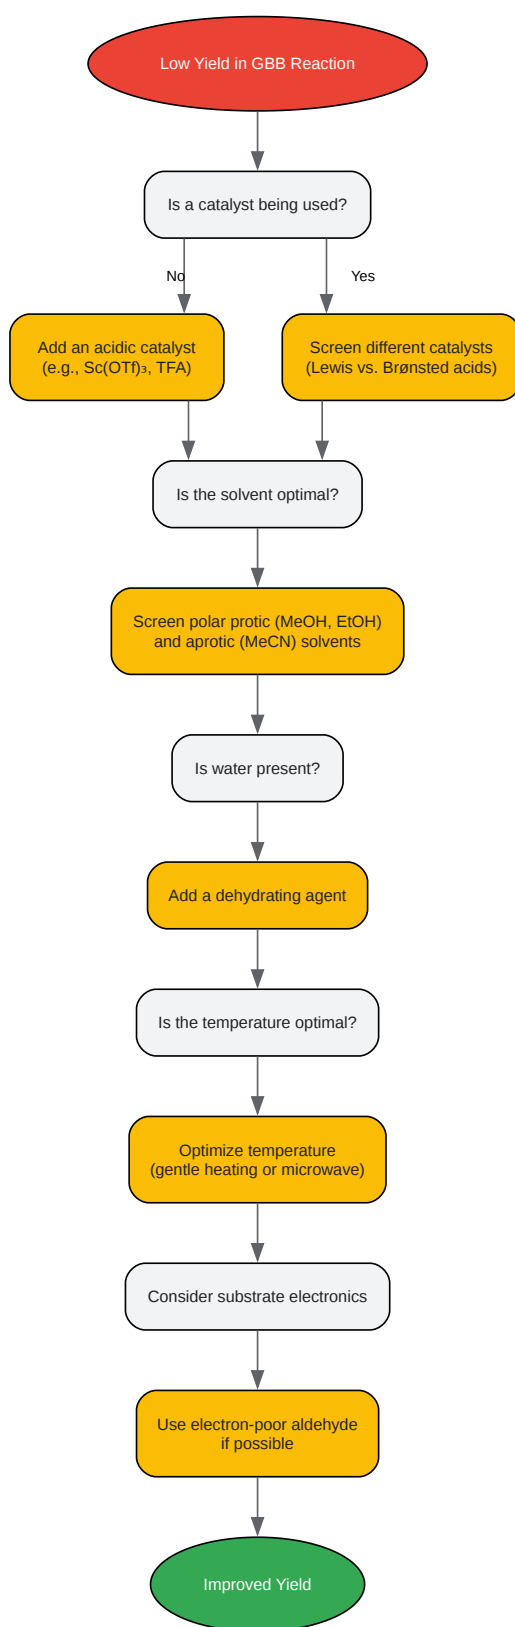 Low Yield in GBB Reaction
Is a catalyst being used?
No
Yes
Add an acidic catalyst
(e.g., Sc(OTf)₃, TFA)
Screen different catalysts
(Lewis vs. Brønsted acids)
Is the solvent optimal?
Screen polar protic (MeOH, EtOH)
and aprotic (MeCN) solvents
Is water present?
Add a dehydrating agent
Is the temperature optimal?
Optimize temperature
(gentle heating or microwave)
Consider substrate electronics
Use electron-poor aldehyde
if possible
Improved Yield